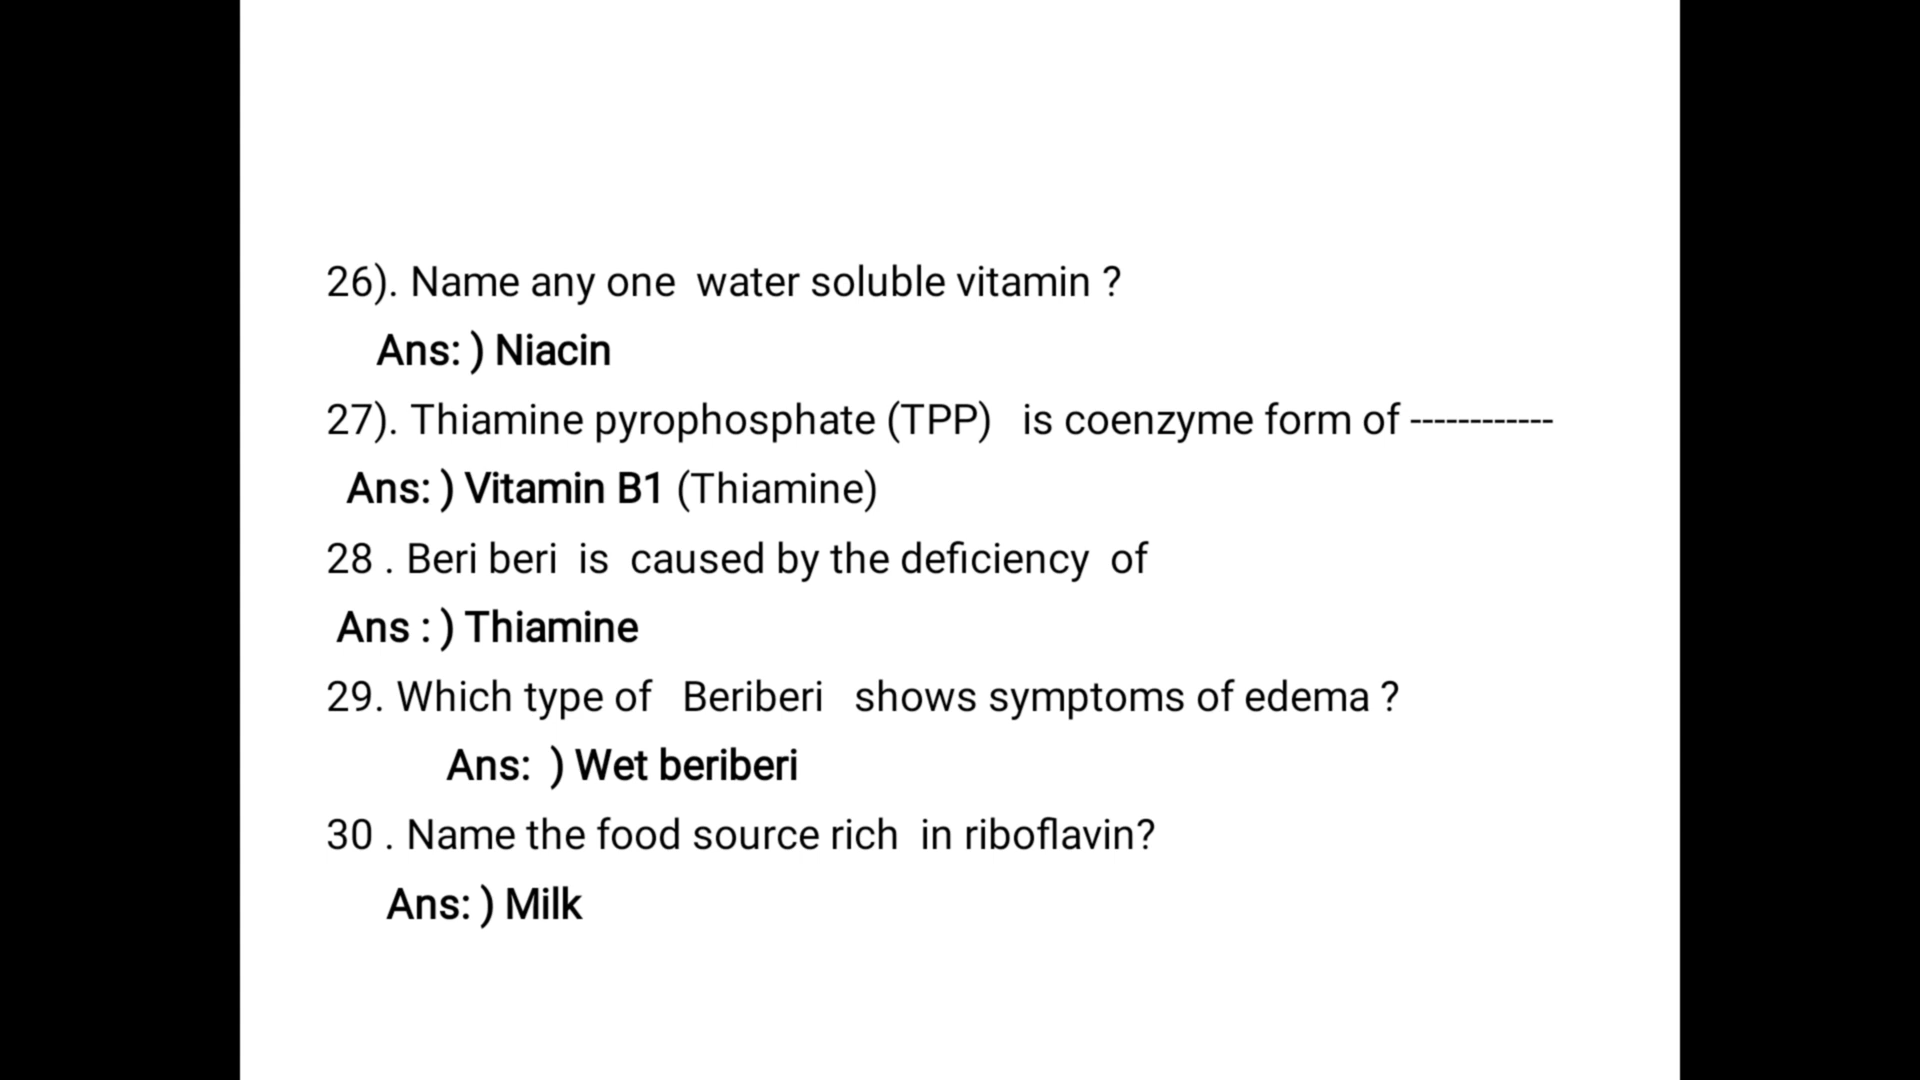 26). Name any one  water soluble vitamin ?
Ans: ) Niacin
27). Thiamine pyrophosphate (TPP)   is coenzyme form of ------------
Ans: ) Vitamin B1 (Thiamine)
28 . Beri beri  is  caused by the deficiency  of
Ans : ) Thiamine
29. Which type of   Beriberi   shows symptoms of edema ?
Ans:  ) Wet beriberi
30 . Name the food source rich  in riboflavin?
Ans: ) Milk